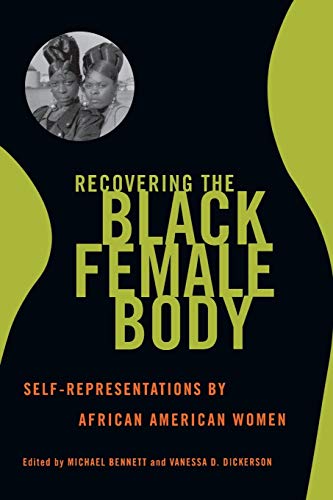 RECOVERING THE
BLACK
FEMALE
BODY
SELF-REPRESENTATIONS BY
AFRICAN AMERICAN WOMEN
Edited by MICHAEL BENNETT and VANESSA D. DICKERSON